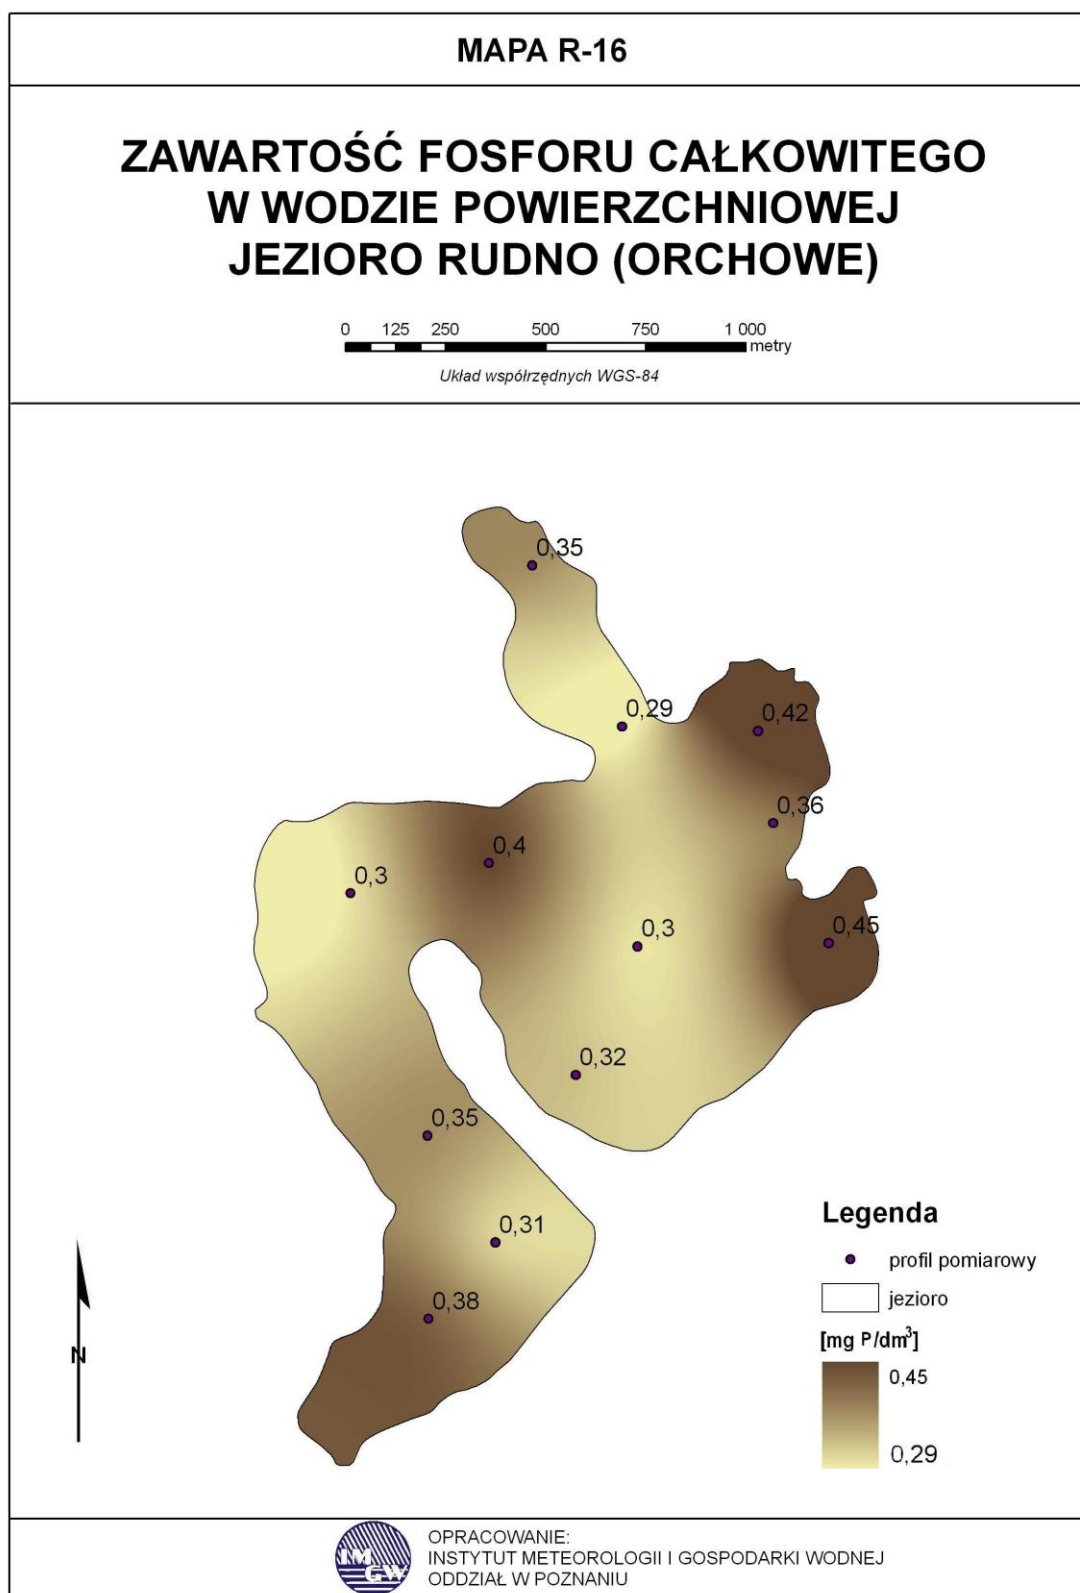 MAPA R-16
ZAWARTOŚĆ FOSFORU CAŁKOWITEGO
W WODZIE POWIERZCHNIOWEJ
JEZIORO RUDNO (ORCHOWE)
0 125 250 500 750 1 000
metry
Układ współrzędnych WGS-84
0,35
0,29
0,42
0,36
0,4
0,3
0,45
0,3
0,32
0,35
0,31
0,38
N
Legenda
profil pomiarowy
jezioro
[mg P/dm³]
0,45
0,29
IMGW
OPRACOWANIE:
INSTYTUT METEOROLOGII I GOSPODARKI WODNEJ
ODDZIAŁ W POZNANIU